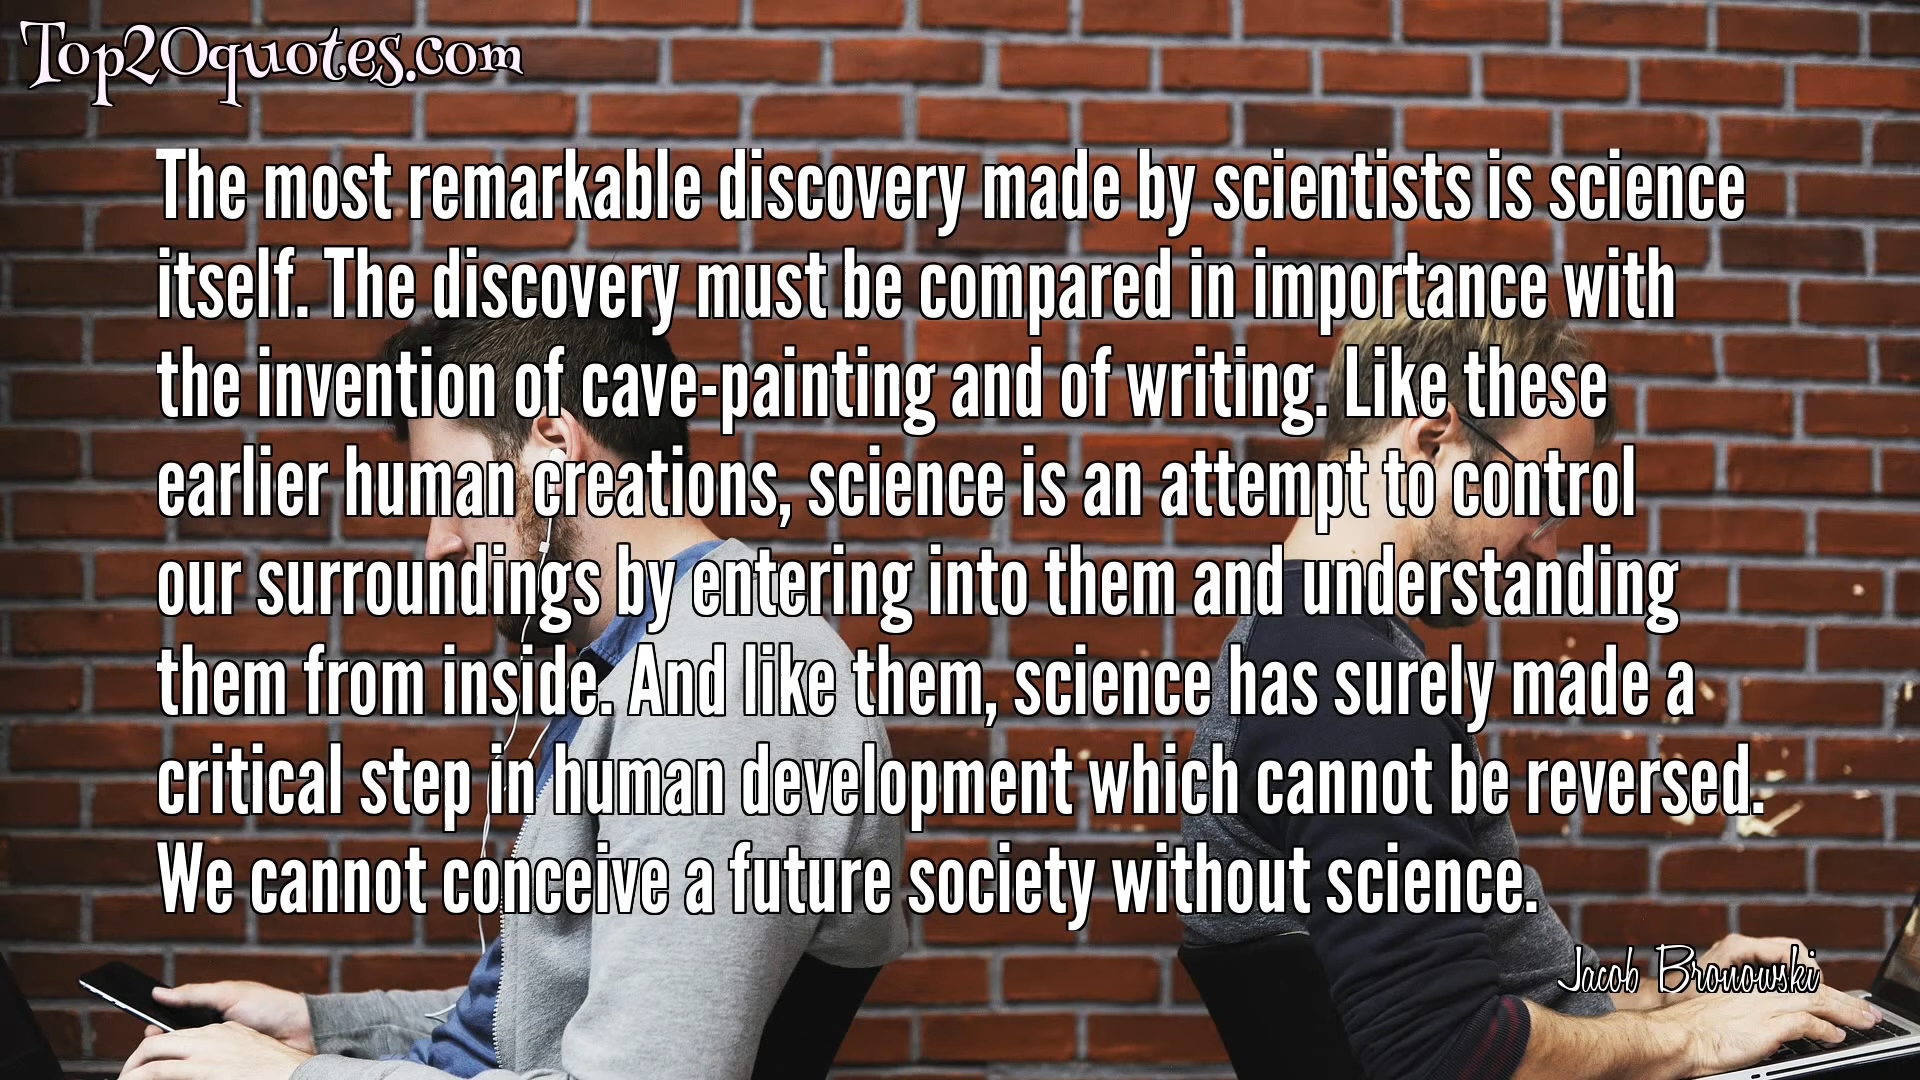 Top20quotes.com
The most remarkable discovery made by scientists is science
itself. The discovery must be compared in importance with
the invention of cave-painting and of writing. Like these
earlier human creations, science is an attempt to control
our surroundings by entering into them and understanding
them from inside. And like them, science has surely made a
critical step in human development which cannot be reversed.
We cannot conceive a future society without science.
Jacob Bronowski